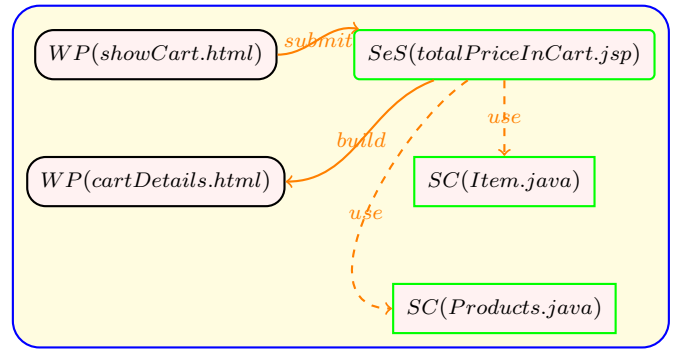 WP(showCart.html)
submit
SeS(totalPriceInCart.jsp)
use
build
WP(cartDetails.html)
SC(Item.java)
use
SC(Products.java)